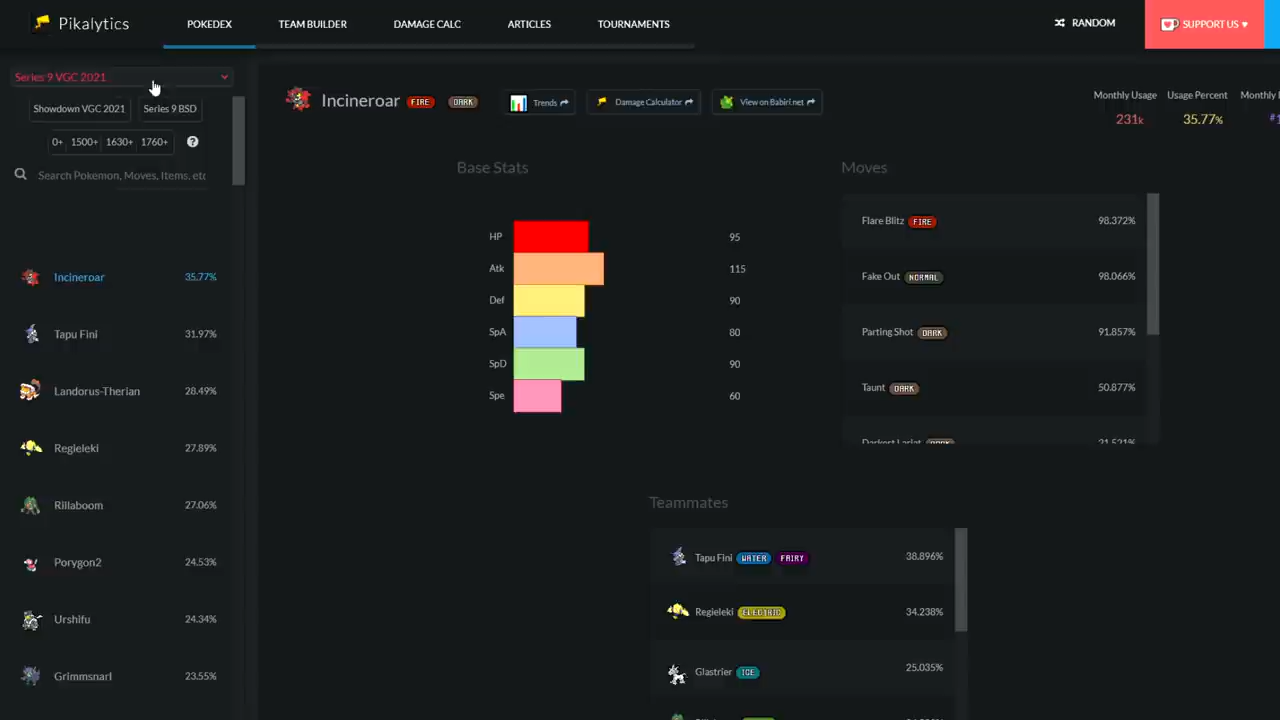 Pikalytics
POKEDEX
TEAM BUILDER
DAMAGE CALC
ARTICLES
TOURNAMENTS
RANDOM
SUPPORT US ♥
Series 9 VGC 2021
Showdown VGC 2021
Series 9 BSD
0+ 1500+ 1630+ 1760+ ?
Search Pokemon, Moves, Items, etc
Incineroar 35.77%
Tapu Fini 31.97%
Landorus-Therian 28.49%
Regieleki 27.89%
Rillaboom 27.06%
Porygon2 24.53%
Urshifu 24.34%
Grimmsnarl 23.55%
Incineroar FIRE DARK
Trends
Damage Calculator
View on Babiri.net
Monthly Usage
231k
Usage Percent
35.77%
Monthly
Base Stats
HP 95
Atk 115
Def 90
SpA 80
SpD 90
Spe 60
Moves
Flare Blitz FIRE 98.372%
Fake Out NORMAL 98.066%
Parting Shot DARK 91.857%
Taunt DARK 50.877%
Darkest Lariat DARK
Teammates
Tapu Fini WATER FAIRY 38.896%
Regieleki ELECTRIC 34.238%
Glastrier ICE 25.035%